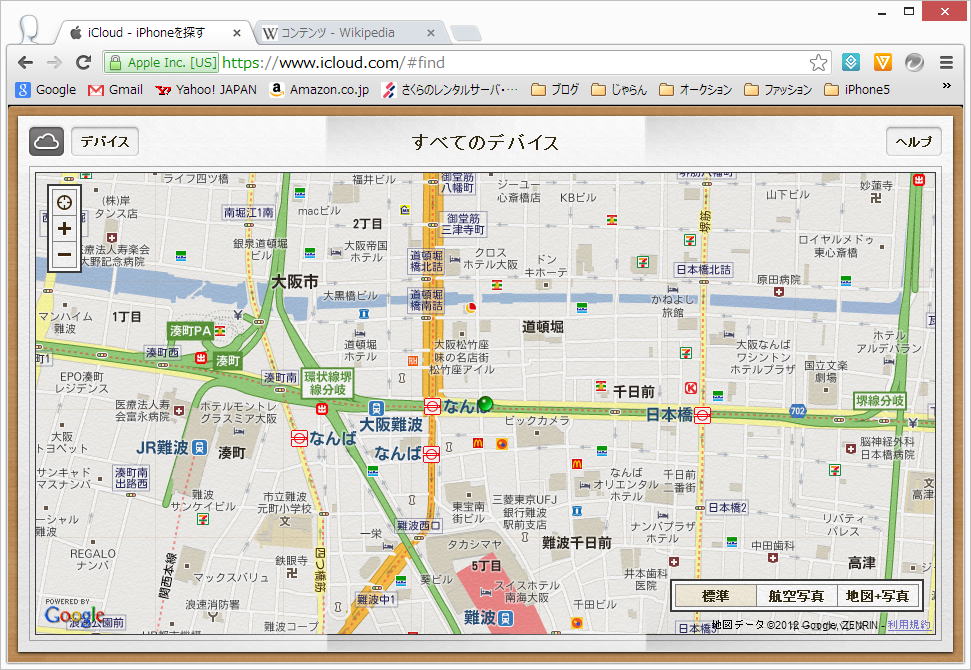 iCloud - iPhoneを探す
コンテンツ - Wikipedia
Apple Inc. [US] https://www.icloud.com/#find
Google
Gmail
Yahoo! JAPAN
Amazon.co.jp
さくらのレンタルサーバ・…
ブログ
じゃらん
オークション
ファッション
iPhone5
»
デバイス
すべてのデバイス
ヘルプ
ライフ四ツ橋
福井ビル
御堂筋
八幡町
ジーユー
心斎橋店
KBビル
山下ビル
妙蓮寺
(株)岸
タンス店
南堀江1南
macビル
2丁目
御堂筋
三津寺町
堺筋
銀泉道頓堀
ビル
大阪帝国
ホテル
クロス
ホテル大阪
ドン
キホーテ
ロイヤルメドゥ
東心斎橋
医療法人寿楽会
大野記念病院
道頓堀
橋北詰
日本橋北詰
原田病院
大阪市
大黒橋ビル
道頓堀
橋南詰
かねよし
旅館
マンハイム
難波
1丁目
湊町PA
道頓堀
ホテル
道頓堀
大阪松竹座
味の名店街
松竹座アイル
大阪なんば
ワシントン
ホテルプラザ
ホテル
アルデバラン
湊町西
湊町
国立文楽
劇場
EPO湊町
レジデンス
湊町南
環状線堺
線分岐
千日前
堺線分岐
医療法人寿
会富永病院
ホテルモントレ
グラスミア大阪
なんば
日本橋
702
大阪難波
ビックカメラ
大阪
トヨペット
JR難波
湊町
なんば
なんば
脳神経外科
日本橋病院
サンキャド
マスナンバ
湊町南
出路西
なんば
オリエンタル
ホテル
千日前
二番街
文
高津
難波
サンケイビル
市立難波
元町小学校
文
東宝南
街ビル
三菱東京UFJ
銀行難波
駅前支店
日本橋2
リバティ
パレス
難波
一栄
難波西口
ナンバプラザ
ホテル
REGALO
ナンバ
鉄眼寺
四つ橋筋
タカシマヤ
難波千日前
中田歯科
高津
関西本線
マックスバリュ
5丁目
葵ビル
スイスホテル
南海大阪
井本歯科
医院
浪速消防署
難波中1
千田ビル
難波コープ
難波
標準
航空写真
地図+写真
POWERED BY
Google
地図データ ©2012 Google, ZENRIN - 利用規約